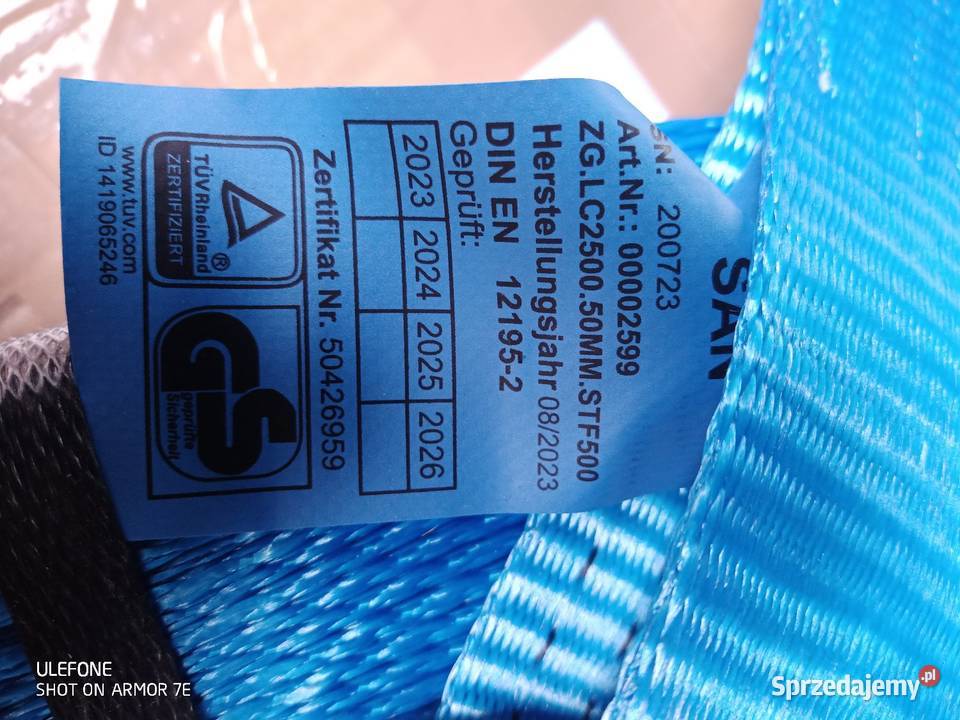 SAN
SN: 200723
Art.Nr.: 00002599
ZG.LC2500.50MM.STF500
Herstellungsjahr 08/2023
DIN EN 12195-2
Geprüft:
2023 2024 2025 2026
Zertifikat Nr. 50426959
TÜVRheinland®
ZERTIFIZIERT
GS
geprüfte
Sicherheit
www.tuv.com
ID 1419065246
ULEFONE
SHOT ON ARMOR 7E
Sprzedajemy.pl